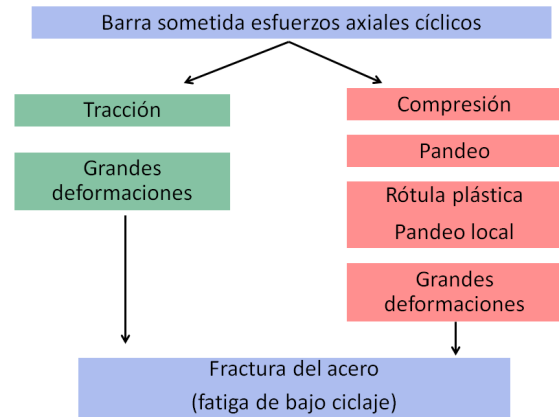 Barra sometida esfuerzos axiales cíclicos
Tracción
Grandes
deformaciones
Compresión
Pandeo
Rótula plástica
Pandeo local
Grandes
deformaciones
Fractura del acero
(fatiga de bajo ciclaje)